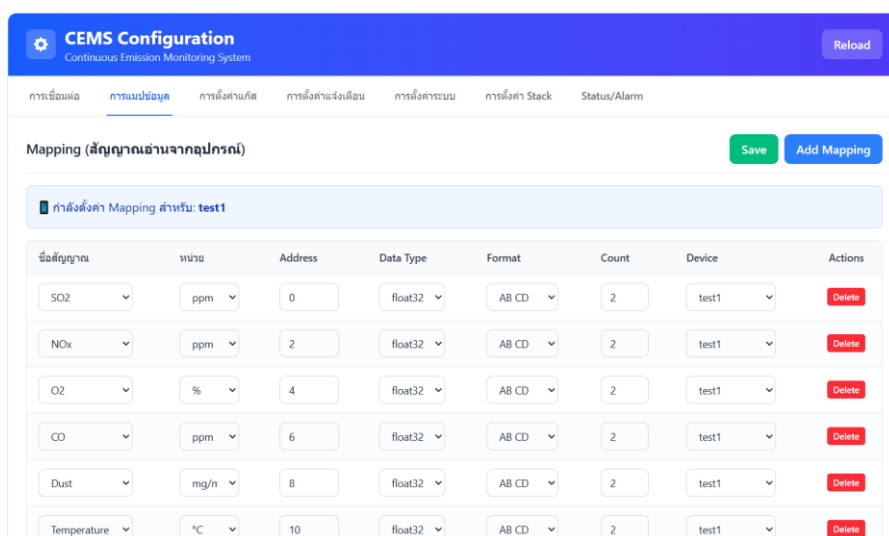 CEMS Configuration
Continuous Emission Monitoring System
Reload
การเชื่อมต่อ การแมปข้อมูล การตั้งค่าแก๊ส การตั้งค่าแจ้งเตือน การตั้งค่าระบบ การตั้งค่า Stack Status/Alarm
Mapping (สัญญาณอ่านจากอุปกรณ์) Save Add Mapping
กำลังตั้งค่า Mapping สำหรับ: test1
ชื่อสัญญาณ หน่วย Address Data Type Format Count Device Actions
SO2 ppm 0 float32 AB CD 2 test1 Delete
NOx ppm 2 float32 AB CD 2 test1 Delete
O2 % 4 float32 AB CD 2 test1 Delete
CO ppm 6 float32 AB CD 2 test1 Delete
Dust mg/m 8 float32 AB CD 2 test1 Delete
Temperature °C 10 float32 AB CD 2 test1 Delete